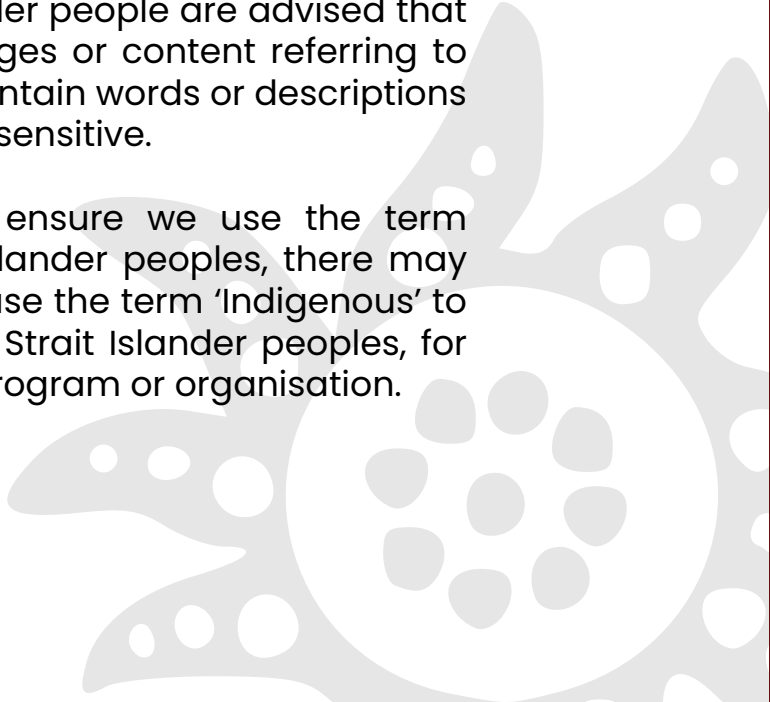 der people are advised that
ges or content referring to
ntain words or descriptions
sensitive.
ensure we use the term
lander peoples, there may
use the term ‘Indigenous’ to
Strait Islander peoples, for
rogram or organisation.